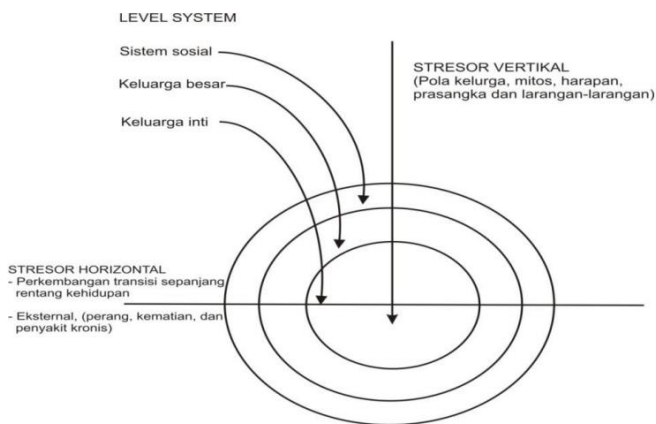 LEVEL SYSTEM
Sistem sosial
Keluarga besar
Keluarga inti
STRESOR VERTIKAL
(Pola kelurga, mitos, harapan,
prasangka dan larangan-larangan)
STRESOR HORIZONTAL
- Perkembangan transisi sepanjang
rentang kehidupan
- Eksternal, (perang, kematian, dan
penyakit kronis)